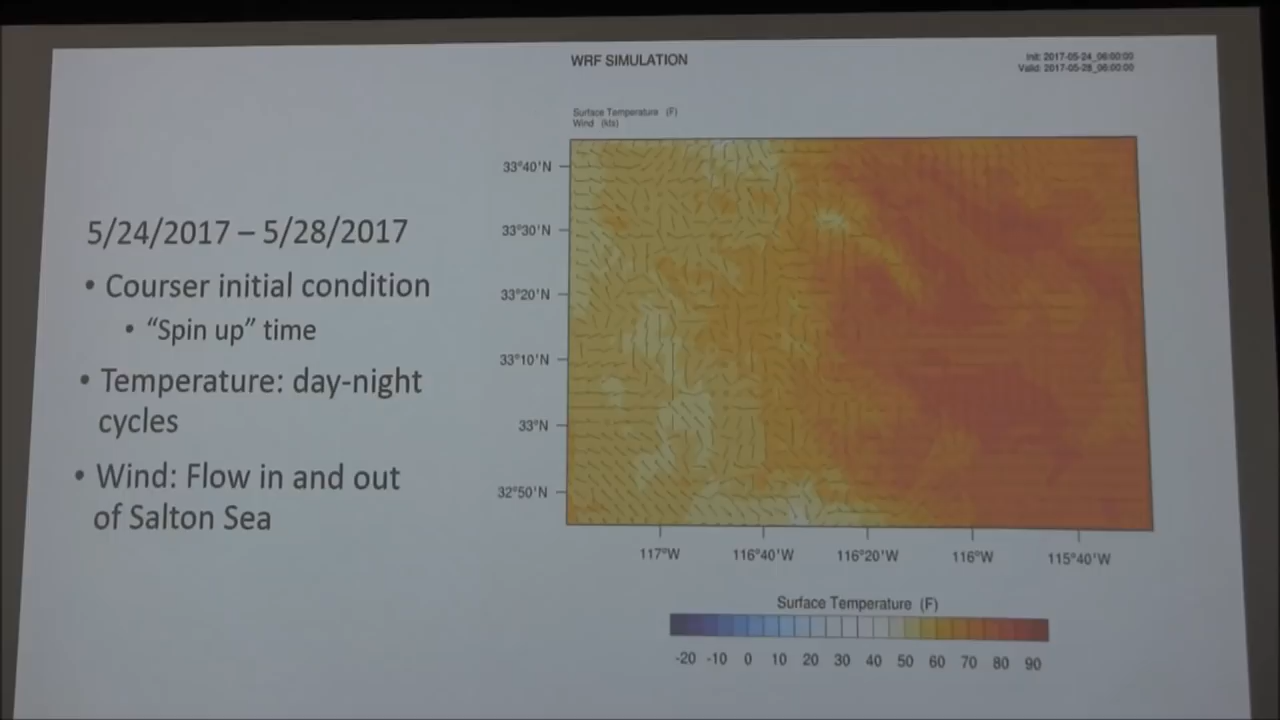 WRF SIMULATION
Init: 2017-05-24_06:00:00
Valid: 2017-05-28_06:00:00
Surface Temperature (F)
Wind (kts)
5/24/2017 – 5/28/2017
• Courser initial condition
• “Spin up” time
• Temperature: day-night
cycles
• Wind: Flow in and out
of Salton Sea
33°40'N
33°30'N
33°20'N
33°10'N
33°N
32°50'N
117°W 116°40'W 116°20'W 116°W 115°40'W
Surface Temperature (F)
-20 -10 0 10 20 30 40 50 60 70 80 90